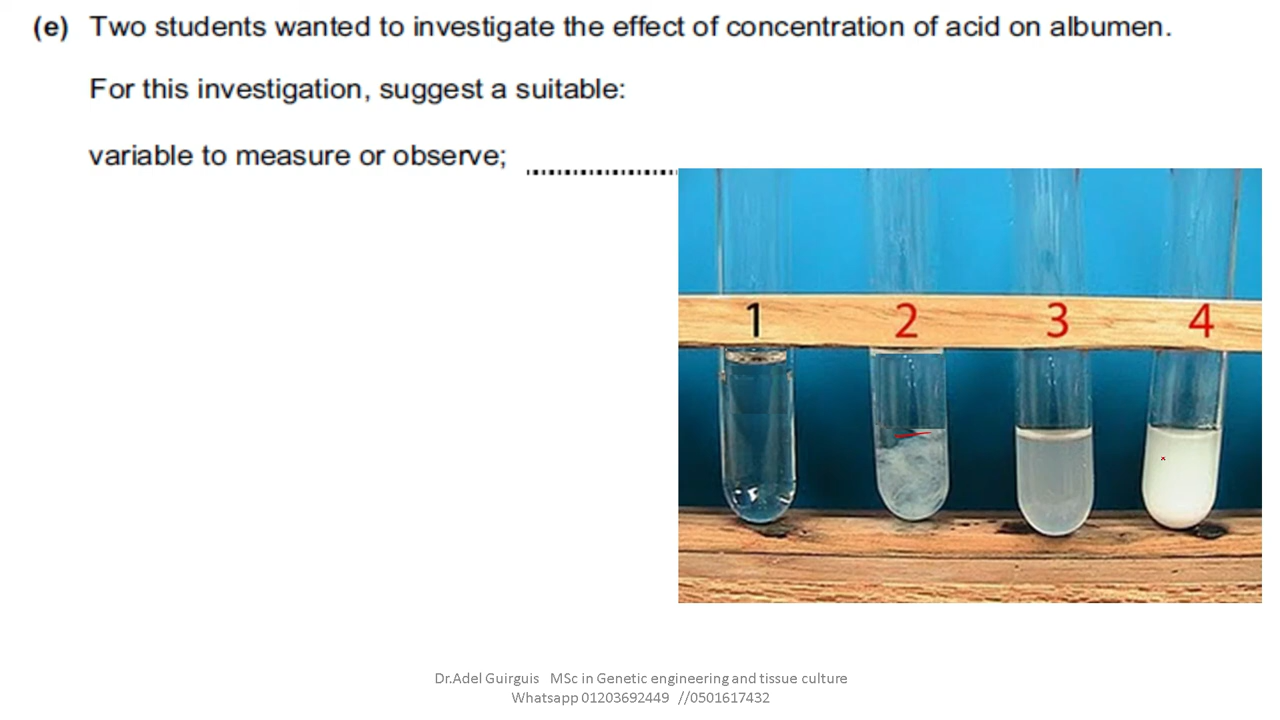 (e) Two students wanted to investigate the effect of concentration of acid on albumen.
For this investigation, suggest a suitable:
variable to measure or observe; ....................
1 2 3 4
Dr.Adel Guirguis MSc in Genetic engineering and tissue culture
Whatsapp 01203692449 //0501617432